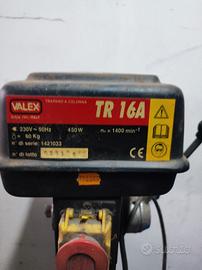 TRAPANO A COLONNA
VALEX
TR 16A
230V ~ 50Hz 450W n₀ = 1400 min⁻¹
60 Kg
n° di serie: 1421033
n° di lotto
CE
Subito